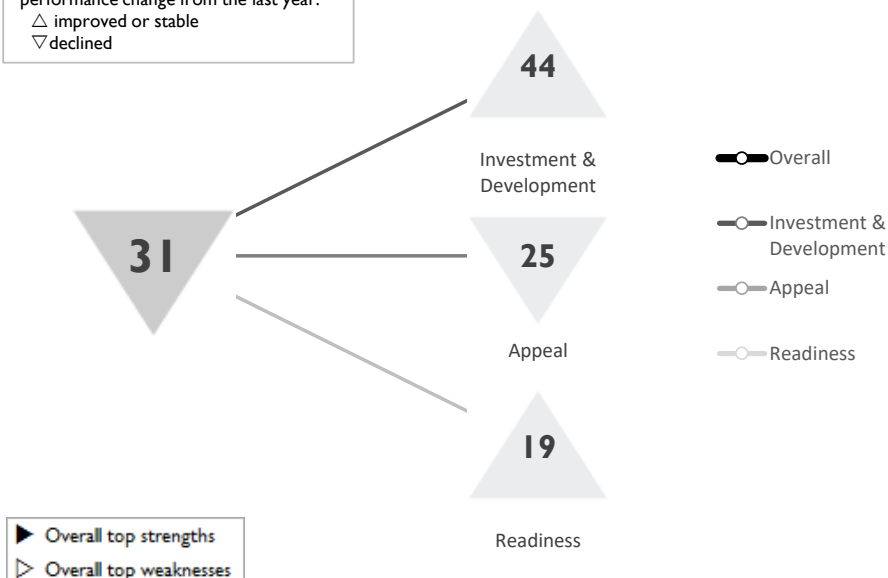 performance change from the last year:
△ improved or stable
▽ declined
44
Investment &
Development
31
25
Appeal
19
Readiness
Overall
Investment &
Development
Appeal
Readiness
▶ Overall top strengths
▷ Overall top weaknesses